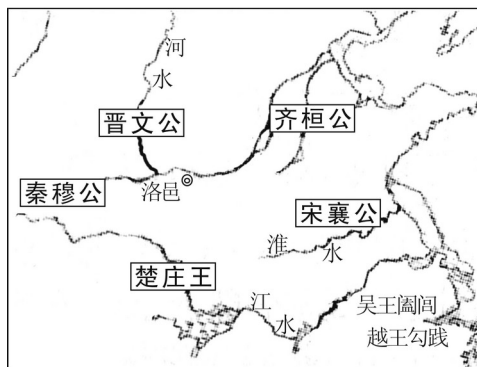 河
水
晋文公
齐桓公
秦穆公
洛邑
宋襄公
淮
水
楚庄王
江
水
吴王阖闾
越王勾践